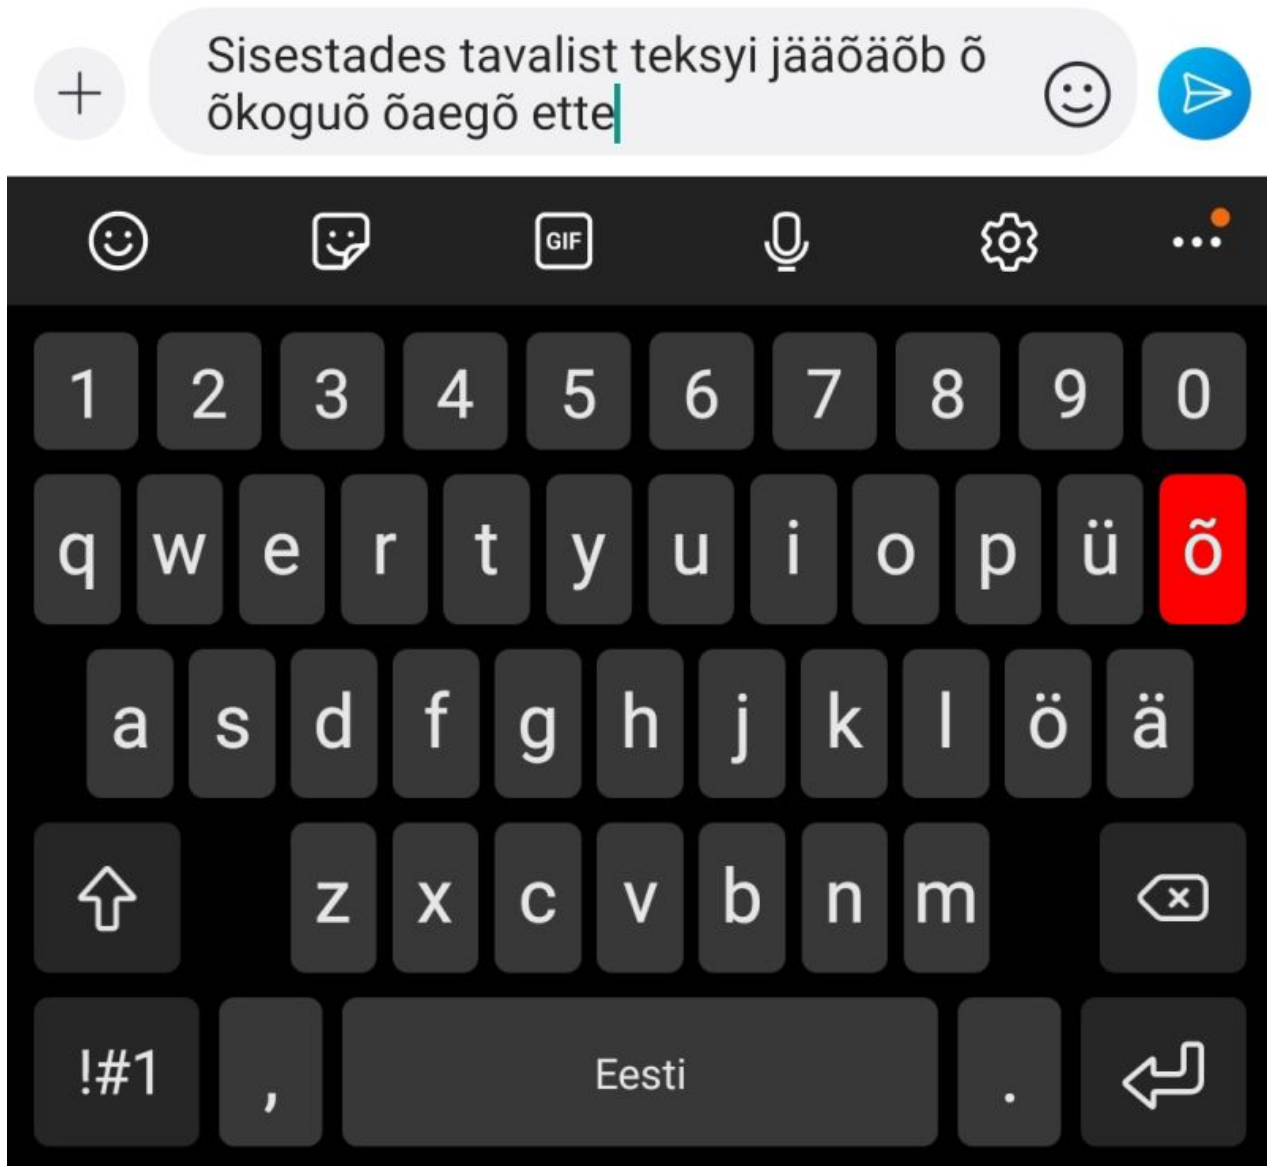 Sisestades tavalist teksyi jääõäõb õ
õkoguõ õaegõ ette
GIF
1 2 3 4 5 6 7 8 9 0
q w e r t y u i o p ü õ
a s d f g h j k l ö ä
z x c v b n m
!#1 , Eesti .